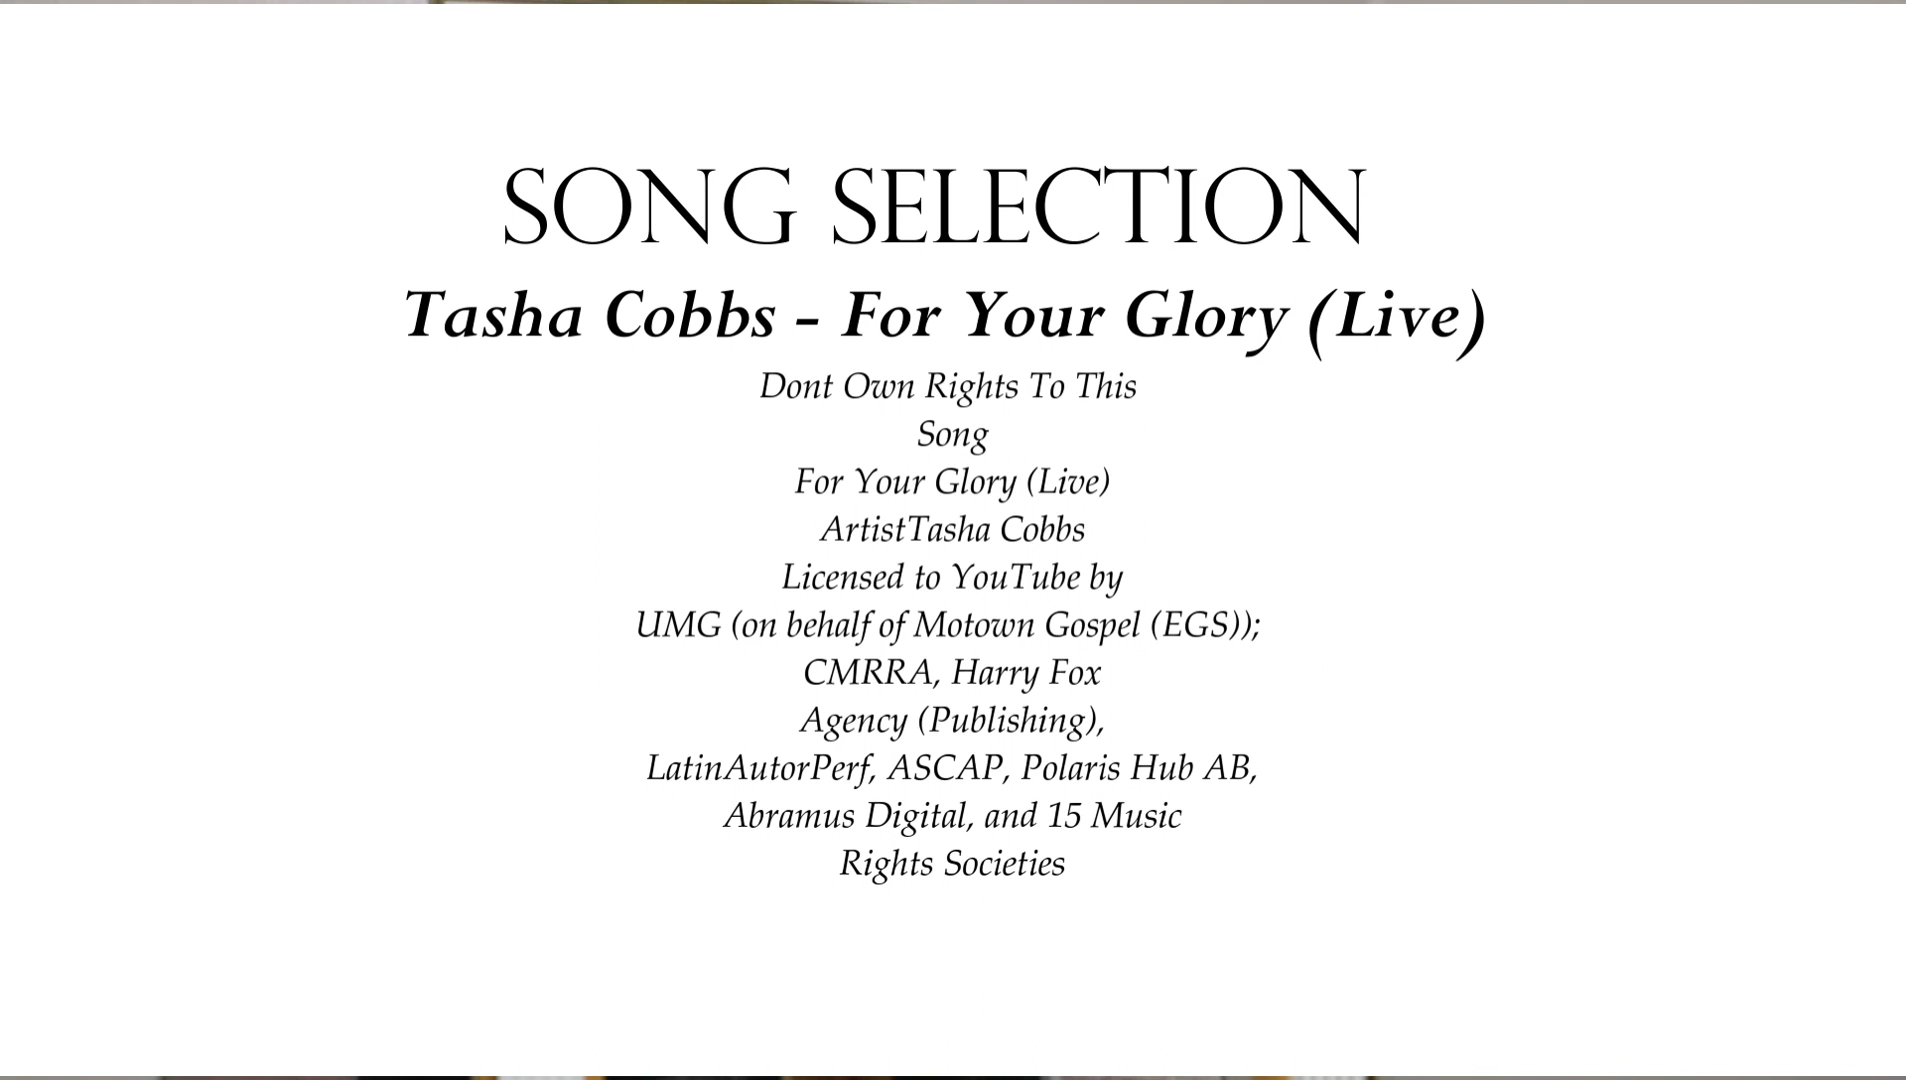 SONG SELECTION
Tasha Cobbs - For Your Glory (Live)
Dont Own Rights To This
Song
For Your Glory (Live)
ArtistTasha Cobbs
Licensed to YouTube by
UMG (on behalf of Motown Gospel (EGS));
CMRRA, Harry Fox
Agency (Publishing),
LatinAutorPerf, ASCAP, Polaris Hub AB,
Abramus Digital, and 15 Music
Rights Societies